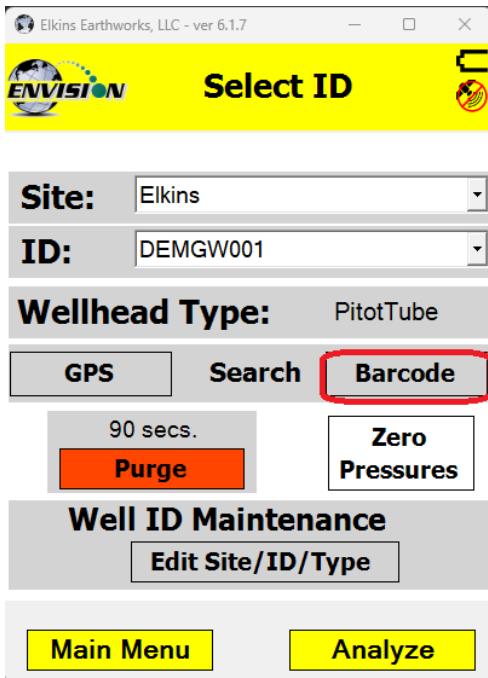 Elkins Earthworks, LLC - ver 6.1.7
ENVISION
Select ID
Site: Elkins
ID: DEMGW001
Wellhead Type: PitotTube
GPS Search Barcode
90 secs.
Purge
Zero
Pressures
Well ID Maintenance
Edit Site/ID/Type
Main Menu Analyze